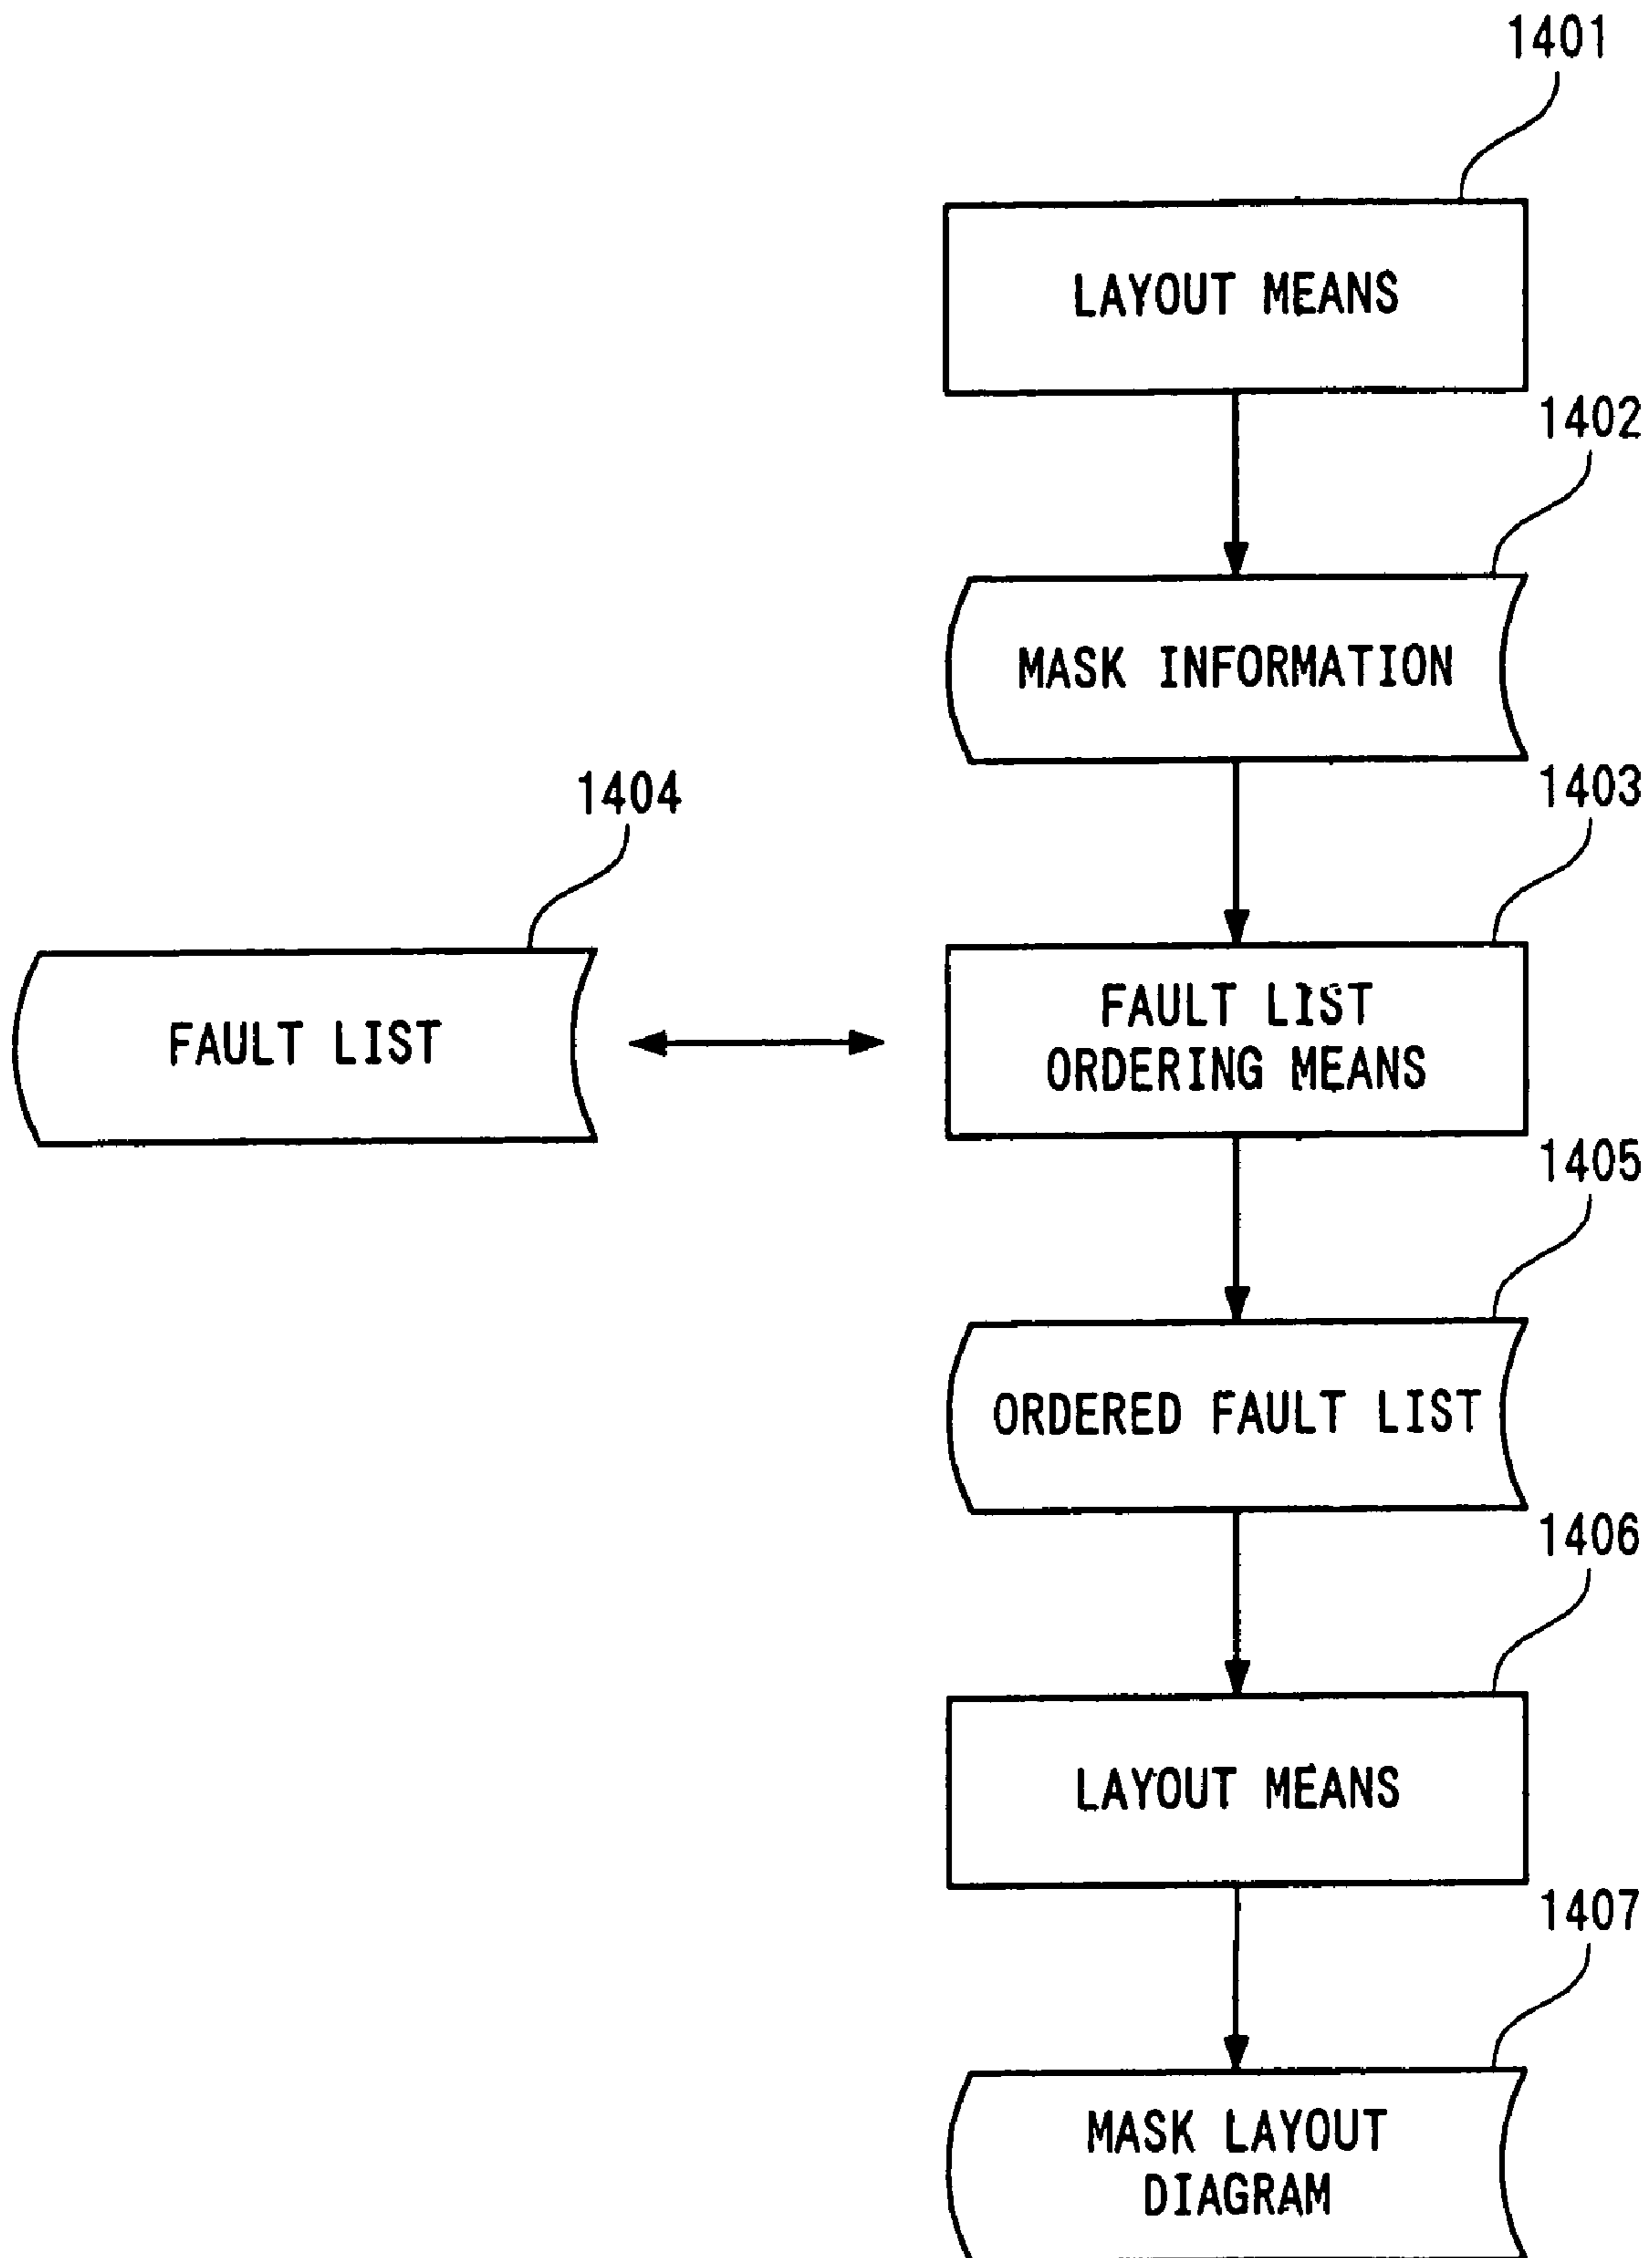 1401
LAYOUT MEANS
1402
MASK INFORMATION
1403
1404
FAULT LIST
FAULT LIST
ORDERING MEANS
1405
ORDERED FAULT LIST
1406
LAYOUT MEANS
1407
MASK LAYOUT
DIAGRAM